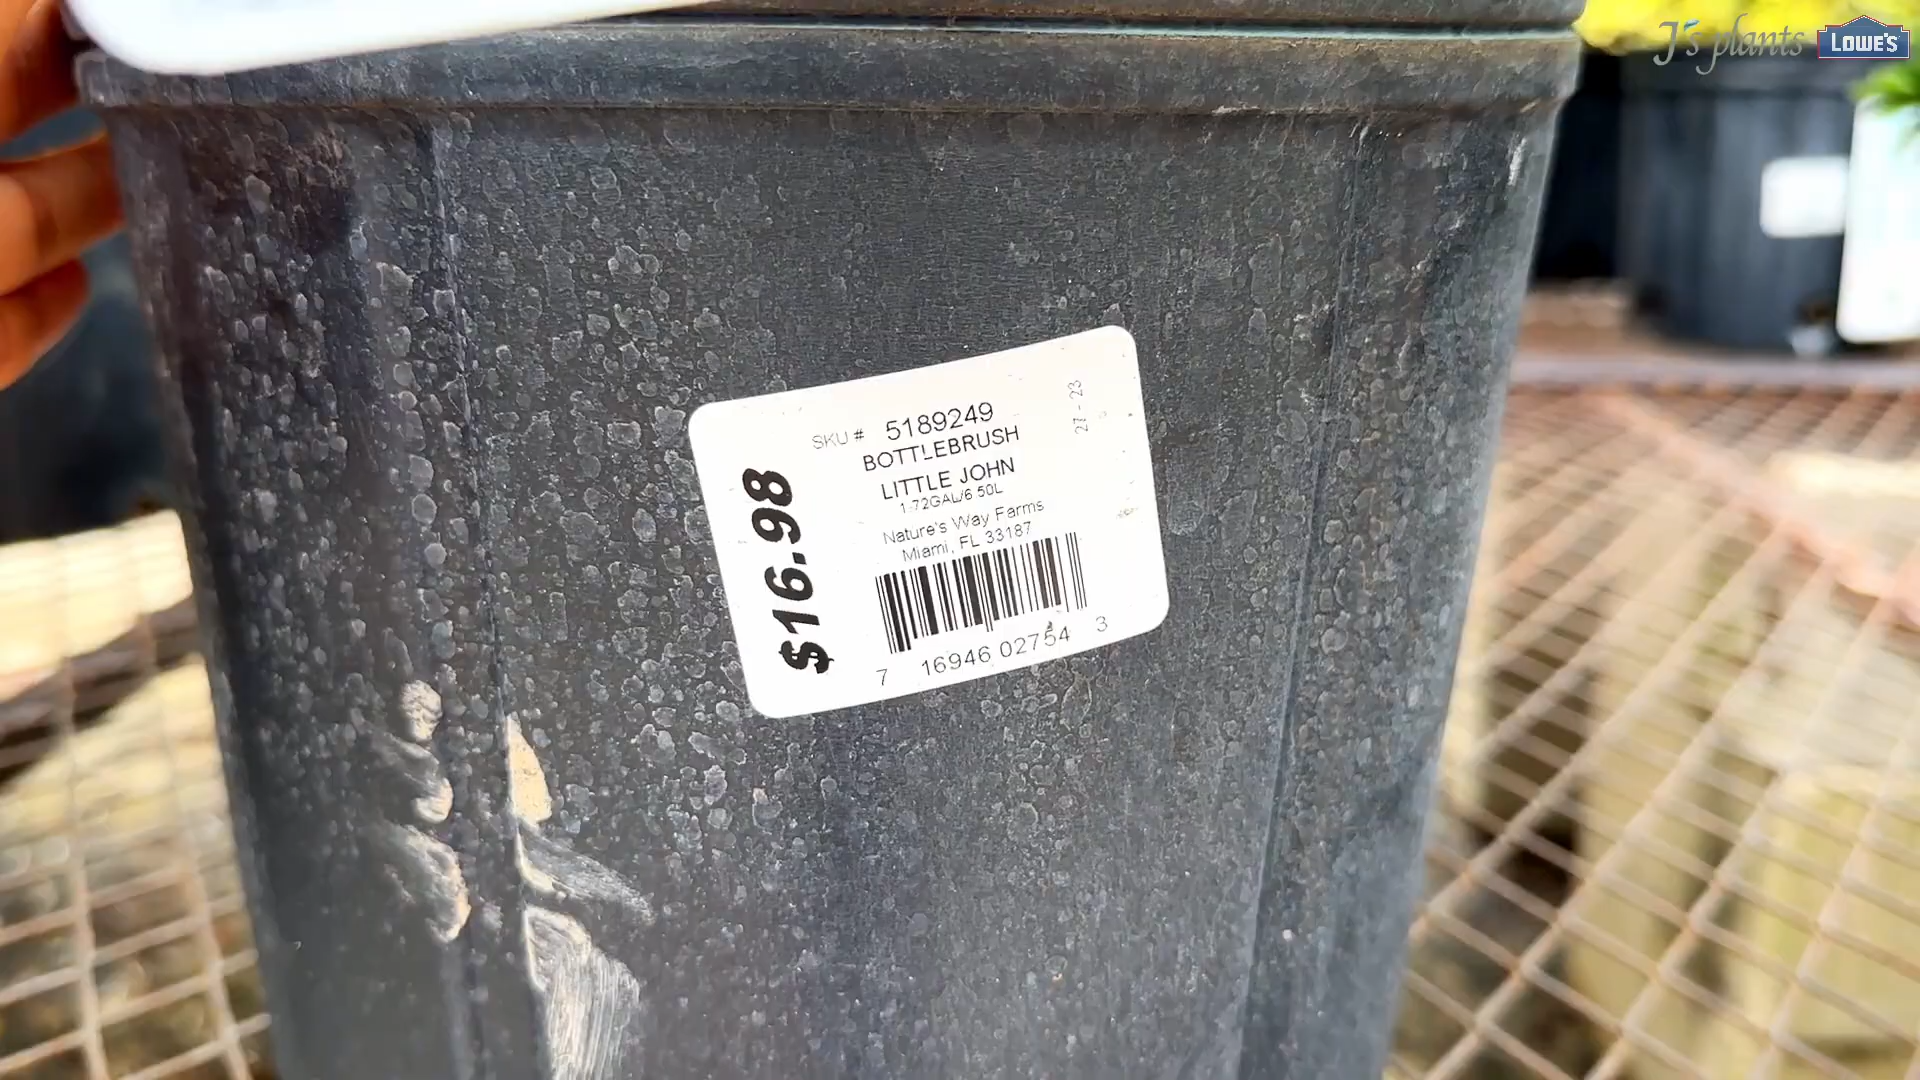 J's plants LOWE'S
SKU # 5189249
BOTTLEBRUSH
LITTLE JOHN
1.72GAL/6.50L
Nature's Way Farms
Miami, FL 33187
7 16946 02754 3
$16.98
27-23